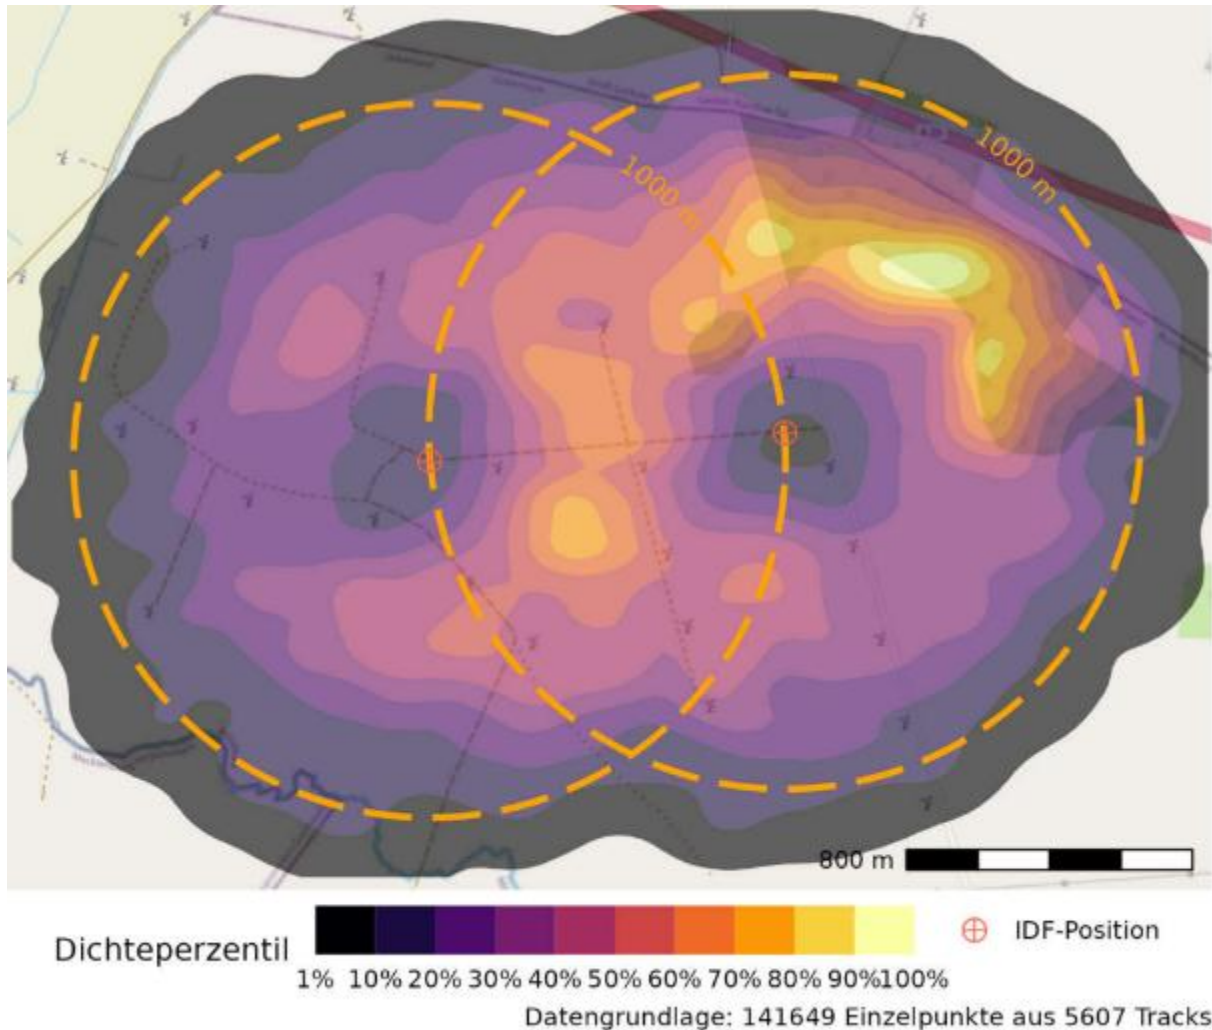 1000 m
1000 m
800 m
Dichteperzentil
1% 10% 20% 30% 40% 50% 60% 70% 80% 90%100%
IDF-Position
Datengrundlage: 141649 Einzelpunkte aus 5607 Tracks